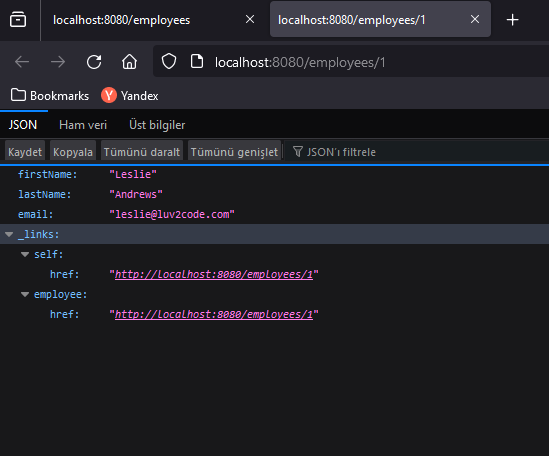 localhost:8080/employees
localhost:8080/employees/1
localhost:8080/employees/1
Bookmarks Yandex
JSON Ham veri Üst bilgiler
Kaydet Kopyala Tümünü daralt Tümünü genişlet JSON'ı filtrele
firstName: "Leslie"
lastName: "Andrews"
email: "leslie@luv2code.com"
_links:
self:
href: "http://localhost:8080/employees/1"
employee:
href: "http://localhost:8080/employees/1"